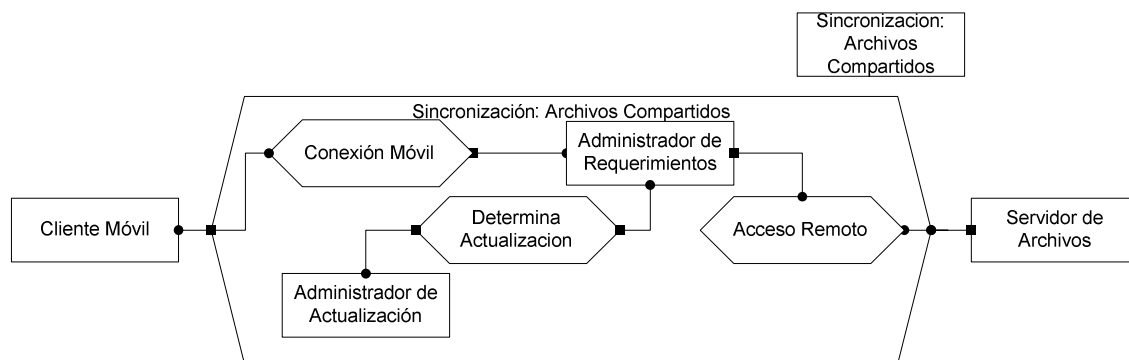 Sincronizacion:
Archivos
Compartidos
Sincronización: Archivos Compartidos
Conexión Móvil
Administrador de
Requerimientos
Cliente Móvil
Determina
Actualizacion
Acceso Remoto
Servidor de
Archivos
Administrador de
Actualización